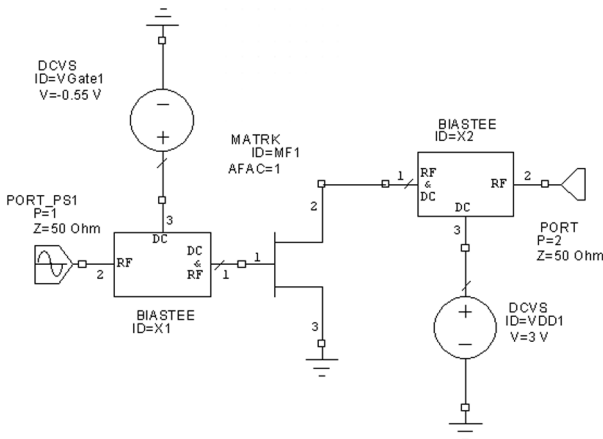 DCVS
ID=VGate1
V=-0.55 V
PORT_PS1
P=1
Z=50 Ohm
3
DC
2
RF
DC
&
RF
1
BIASTEE
ID=X1
MATRK
ID=MF1
AFAC=1
1
2
3
BIASTEE
ID=X2
1
RF
&
DC
RF
2
DC
3
PORT
P=2
Z=50 Ohm
DCVS
ID=VDD1
V=3 V